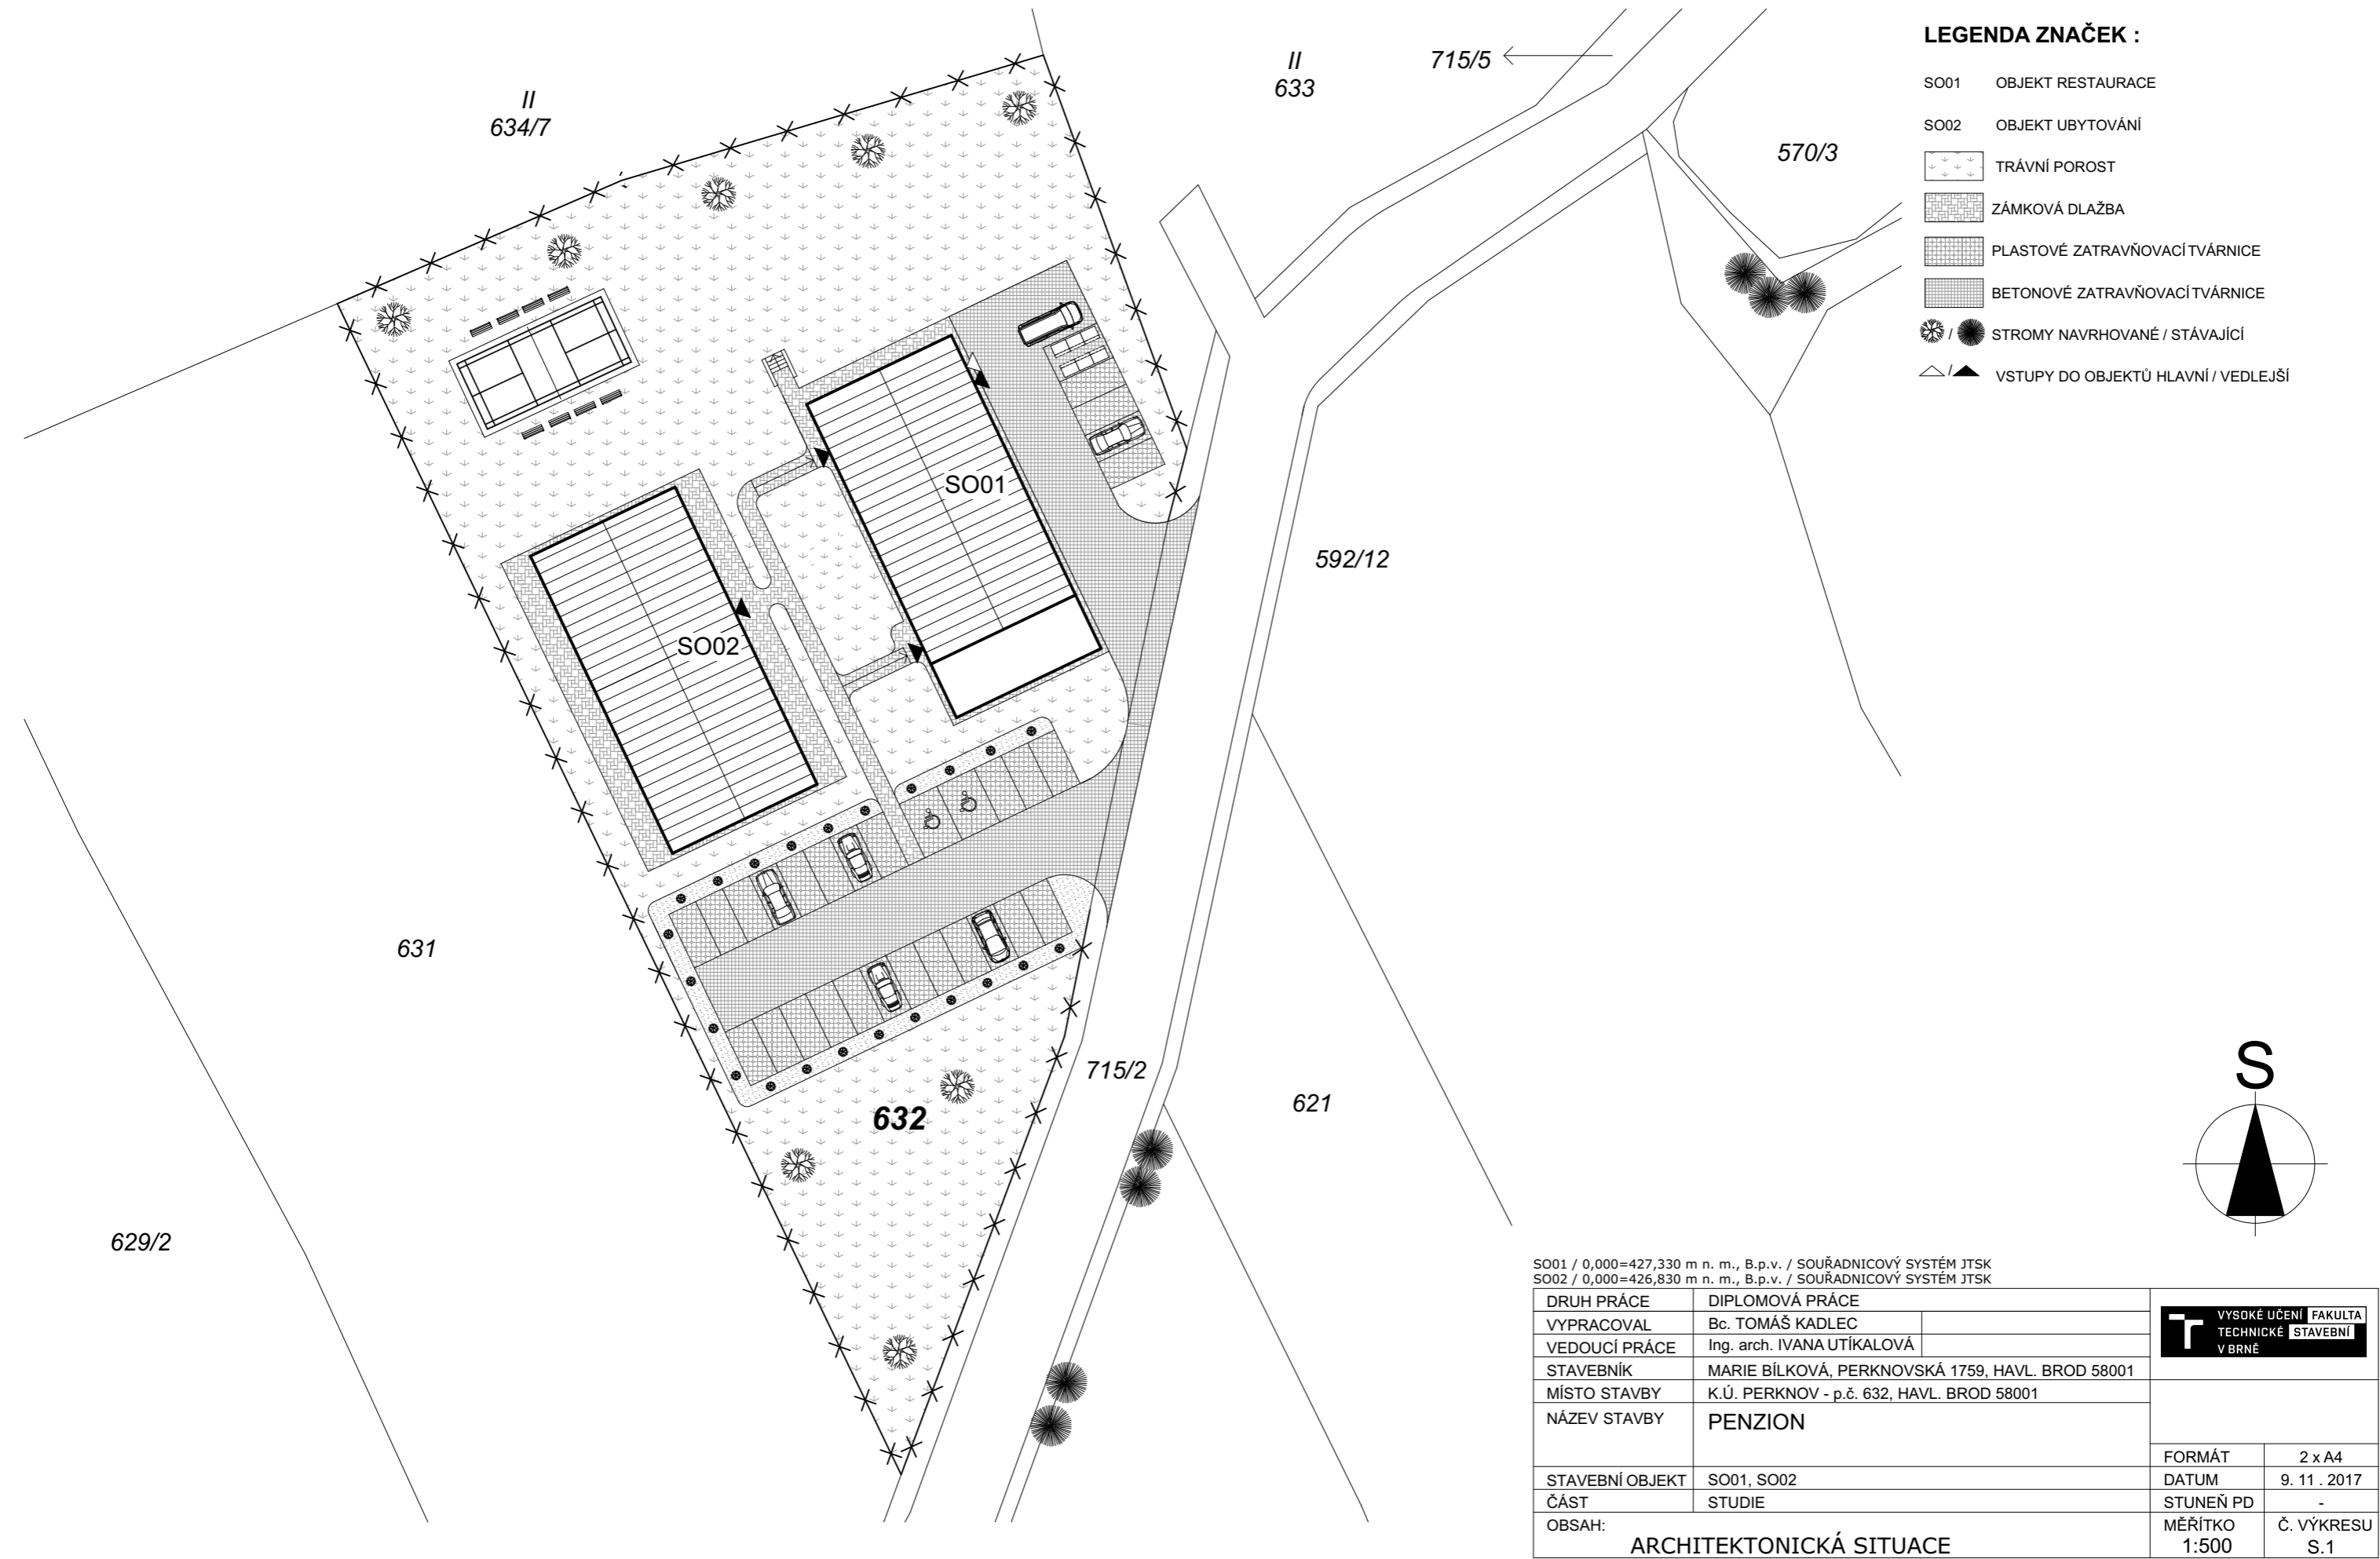 II
634/7
II
633
715/5
570/3
592/12
SO01
SO02
631
632
715/2
621
629/2
LEGENDA ZNAČEK :
SO01 OBJEKT RESTAURACE
SO02 OBJEKT UBYTOVÁNÍ
TRÁVNÍ POROST
ZÁMKOVÁ DLAŽBA
PLASTOVÉ ZATRAVŇOVACÍ TVÁRNICE
BETONOVÉ ZATRAVŇOVACÍ TVÁRNICE
/ STROMY NAVRHOVANÉ / STÁVAJÍCÍ
/ VSTUPY DO OBJEKTŮ HLAVNÍ / VEDLEJŠÍ
S
SO01 / 0,000=427,330 m n. m., B.p.v. / SOUŘADNICOVÝ SYSTÉM JTSK
SO02 / 0,000=426,830 m n. m., B.p.v. / SOUŘADNICOVÝ SYSTÉM JTSK
DRUH PRÁCE DIPLOMOVÁ PRÁCE
VYPRACOVAL Bc. TOMÁŠ KADLEC
VEDOUCÍ PRÁCE Ing. arch. IVANA UTÍKALOVÁ
STAVEBNÍK MARIE BÍLKOVÁ, PERKNOVSKÁ 1759, HAVL. BROD 58001
MÍSTO STAVBY K.Ú. PERKNOV - p.č. 632, HAVL. BROD 58001
NÁZEV STAVBY PENZION
STAVEBNÍ OBJEKT SO01, SO02
ČÁST STUDIE
OBSAH:
ARCHITEKTONICKÁ SITUACE
VYSOKÉ UČENÍ FAKULTA
TECHNICKÉ STAVEBNÍ
V BRNĚ
FORMÁT 2 x A4
DATUM 9. 11 . 2017
STUNEŇ PD -
MĚŘÍTKO Č. VÝKRESU
1:500 S.1